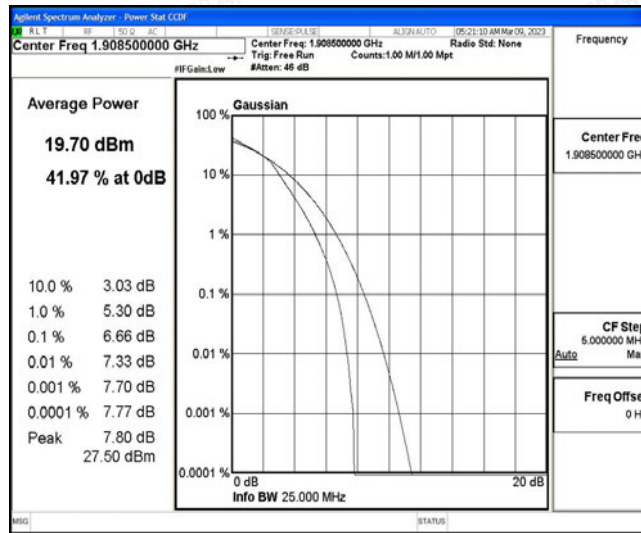 Agilent Spectrum Analyzer - Power Stat CCDF
RLT RF 50 Ω AC SENSE:PULSE ALIGN AUTO 05:21:10 AM Mar 09, 2023
Center Freq 1.908500000 GHz
Center Freq: 1.908500000 GHz Radio Std: None
Trig: Free Run Counts:1.00 M/1.00 Mpt
#IFGain:Low #Atten: 46 dB
Frequency
Average Power
19.70 dBm
41.97 % at 0dB
10.0 % 3.03 dB
1.0 % 5.30 dB
0.1 % 6.66 dB
0.01 % 7.33 dB
0.001 % 7.70 dB
0.0001 % 7.77 dB
Peak 7.80 dB
27.50 dBm
Gaussian
100 %
10 %
1 %
0.1 %
0.01 %
0.001 %
0.0001 %
0 dB 20 dB
Info BW 25.000 MHz
Center Fre
1.908500000 GH
CF Step
5.000000 MH
Auto Ma
Freq Offse
0 H
MSG STATUS